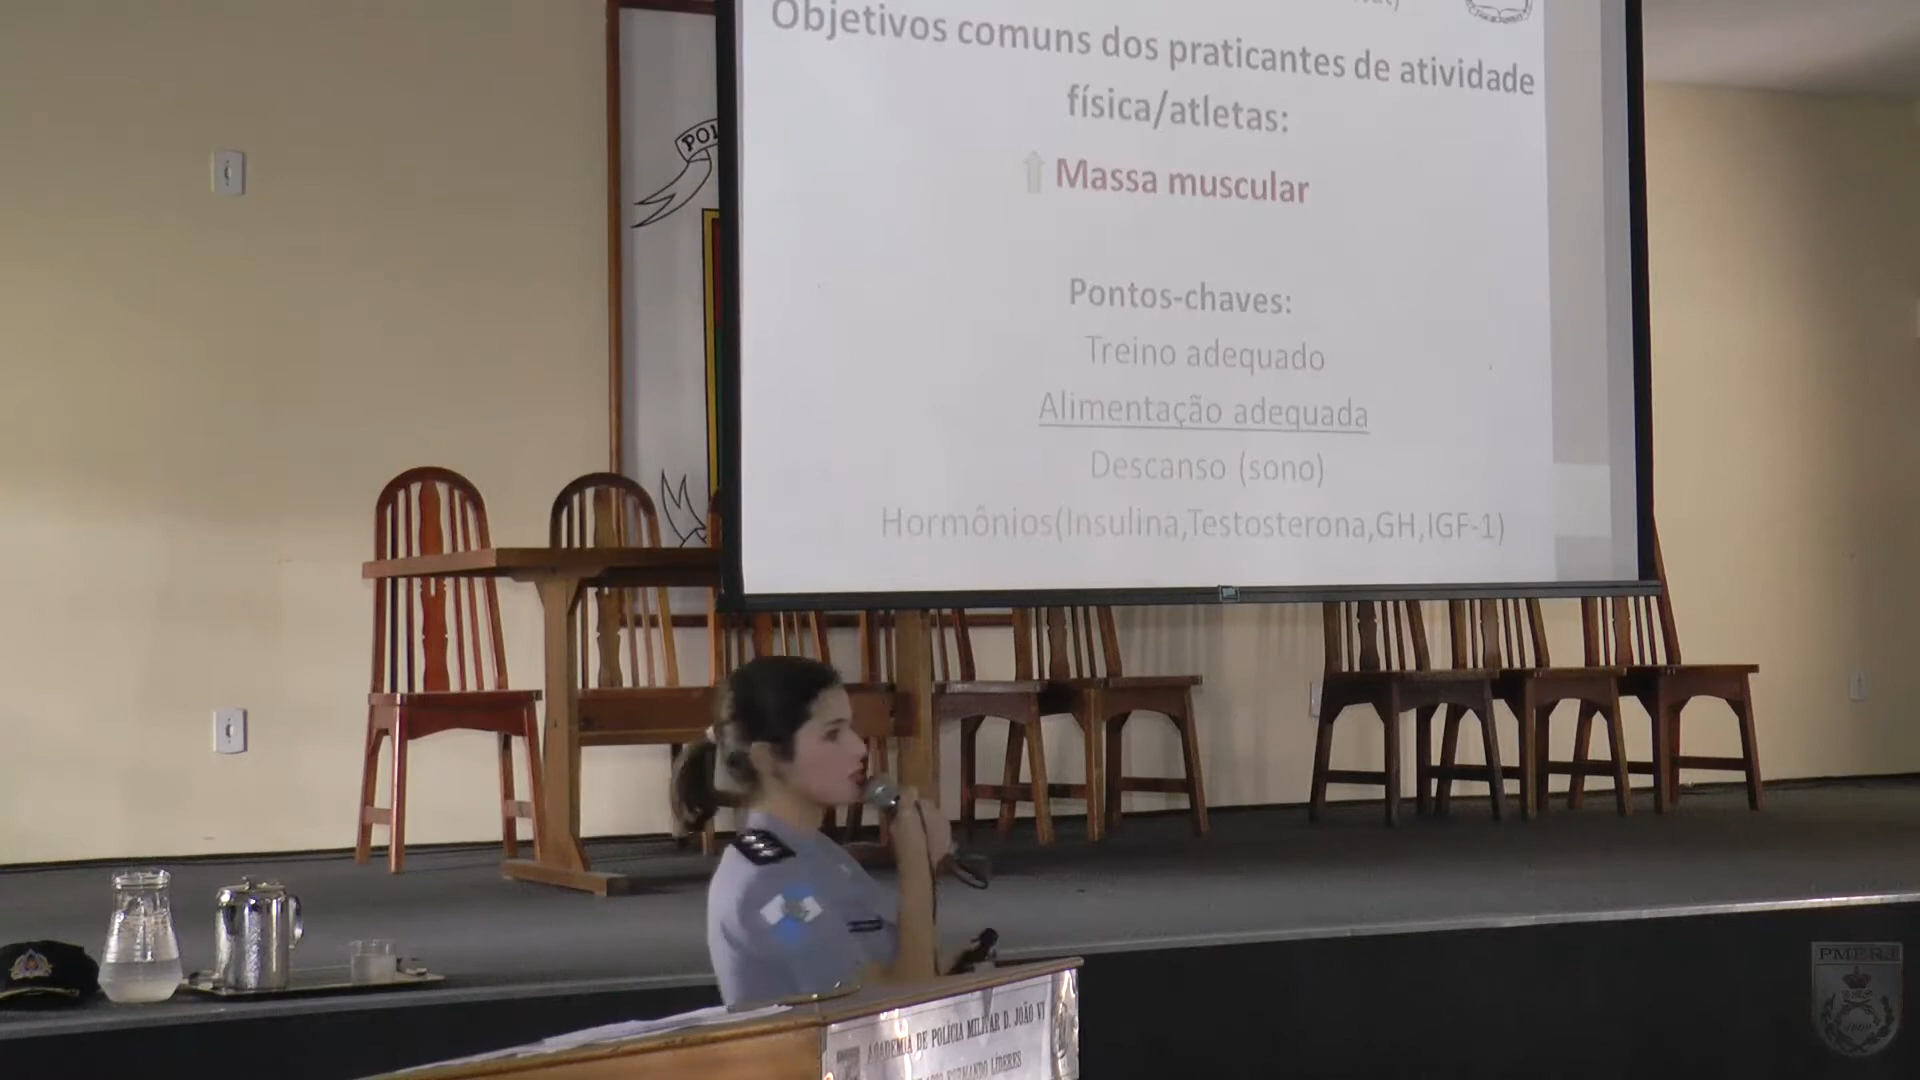 Objetivos comuns dos praticantes de atividade
física/atletas:
Massa muscular
Pontos-chaves:
Treino adequado
Alimentação adequada
Descanso (sono)
Hormônios(Insulina,Testosterona,GH,IGF-1)
ACADEMIA DE POLÍCIA MILITAR D. JOÃO VI
FORMANDO LÍDERES
PMERJ